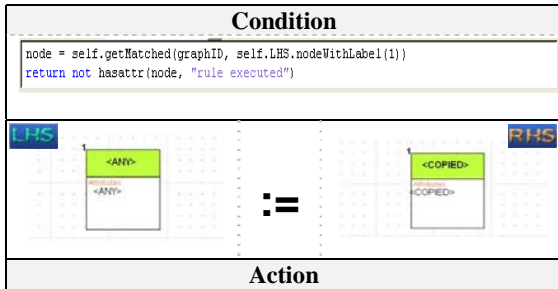 Condition
node = self.getMatched(graphID, self.LHS.nodeWithLabel(1))
return not hasattr(node, "rule executed")
LHS
RHS
1
<ANY>
Attributes
<ANY>
:=
1
<COPIED>
Attributes
<COPIED>
Action